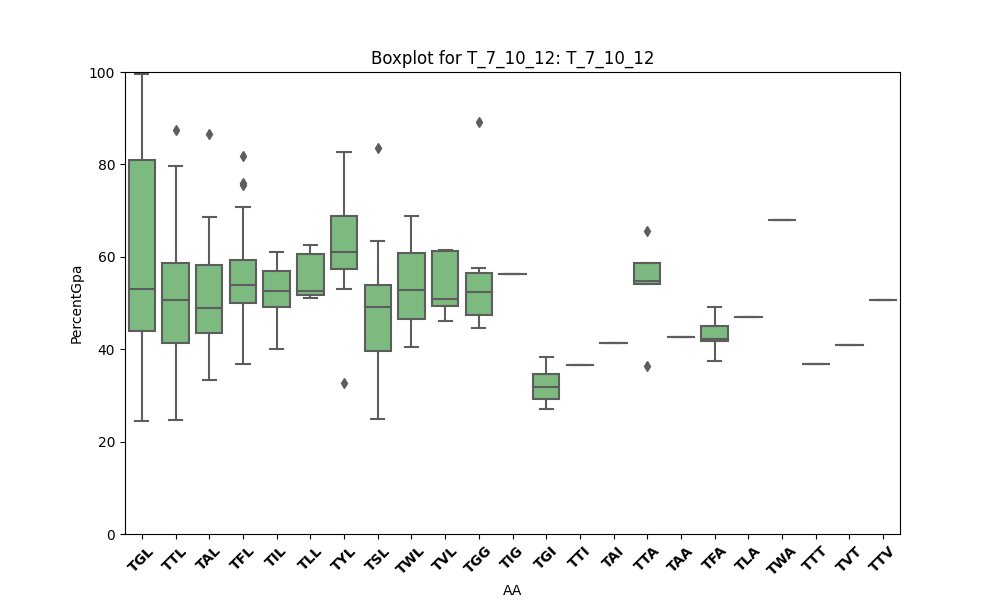 Boxplot for T_7_10_12: T_7_10_12
100
80
60
40
20
0
PercentGpa
TGL TTL TAL TFL TIL TLL TYL TSL TWL TVL TGG TIG TGI TTI TAI TTA TAA TFA TLA TWA TTT TVT TTV
AA